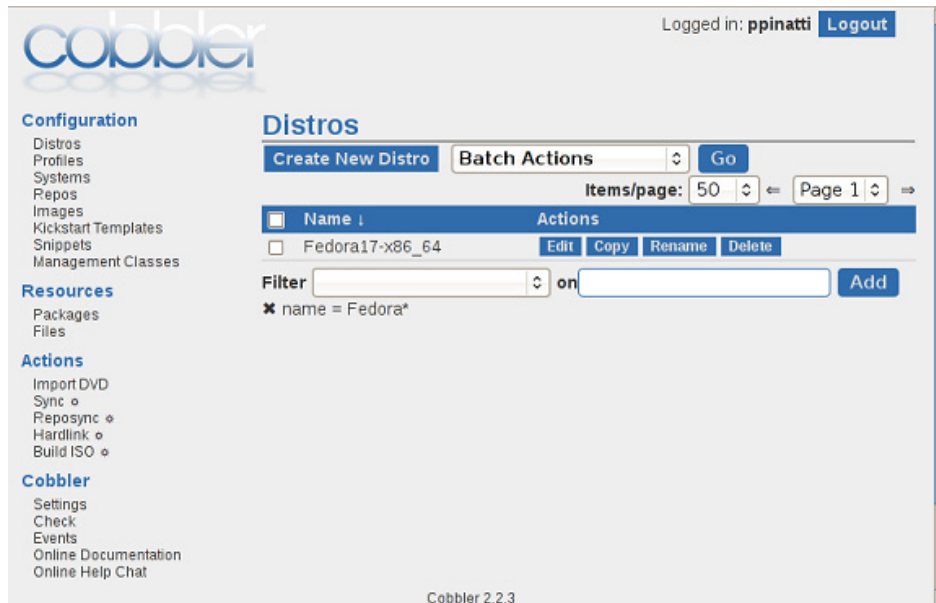 Logged in: ppinatti Logout
cobbler
Configuration
Distros
Profiles
Systems
Repos
Images
Kickstart Templates
Snippets
Management Classes
Resources
Packages
Files
Actions
Import DVD
Sync
Reposync
Hardlink
Build ISO
Cobbler
Settings
Check
Events
Online Documentation
Online Help Chat
Distros
Create New Distro Batch Actions Go
Items/page: 50 ⇐ Page 1 ⇒
Name ↓ Actions
Fedora17-x86_64 Edit Copy Rename Delete
Filter on Add
✖ name = Fedora*
Cobbler 2.2.3